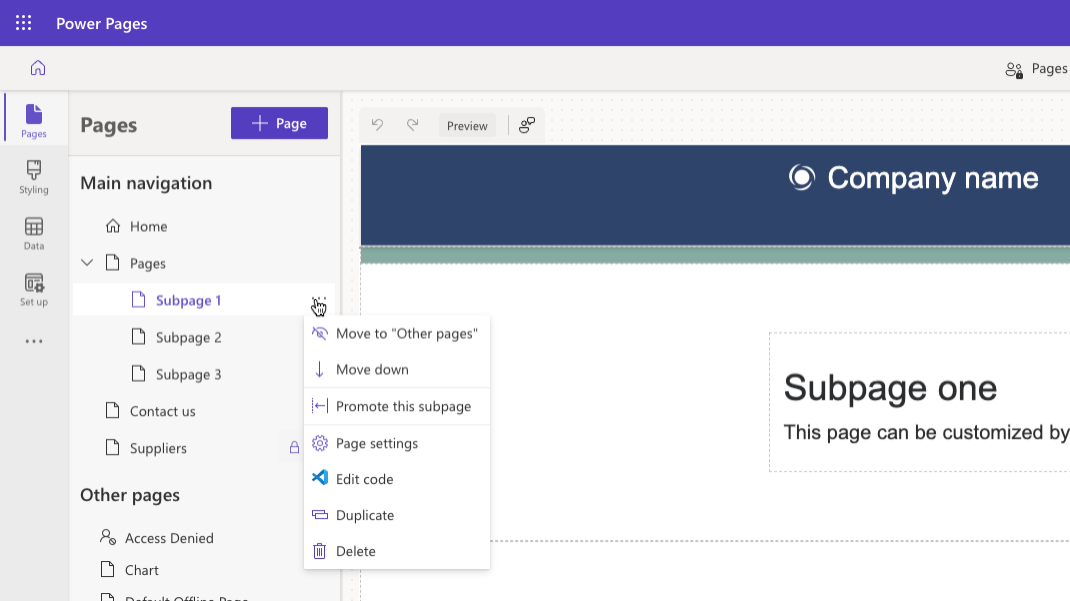 Power Pages
Pages
Pages
Pages
Page
Preview
Styling
Data
Set up
Main navigation
Home
Pages
Subpage 1
Subpage 2
Subpage 3
Contact us
Suppliers
Other pages
Access Denied
Chart
Default Offline Page
Move to "Other pages"
Move down
Promote this subpage
Page settings
Edit code
Duplicate
Delete
Company name
Subpage one
This page can be customized by